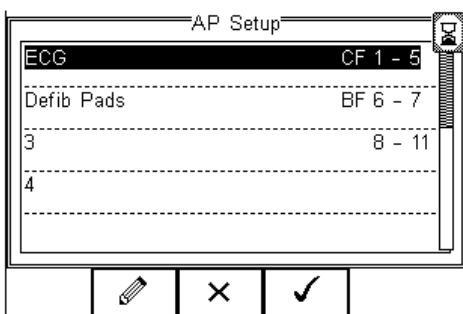 AP Setup
ECG CF 1 - 5
Defib Pads BF 6 - 7
3 8 - 11
4